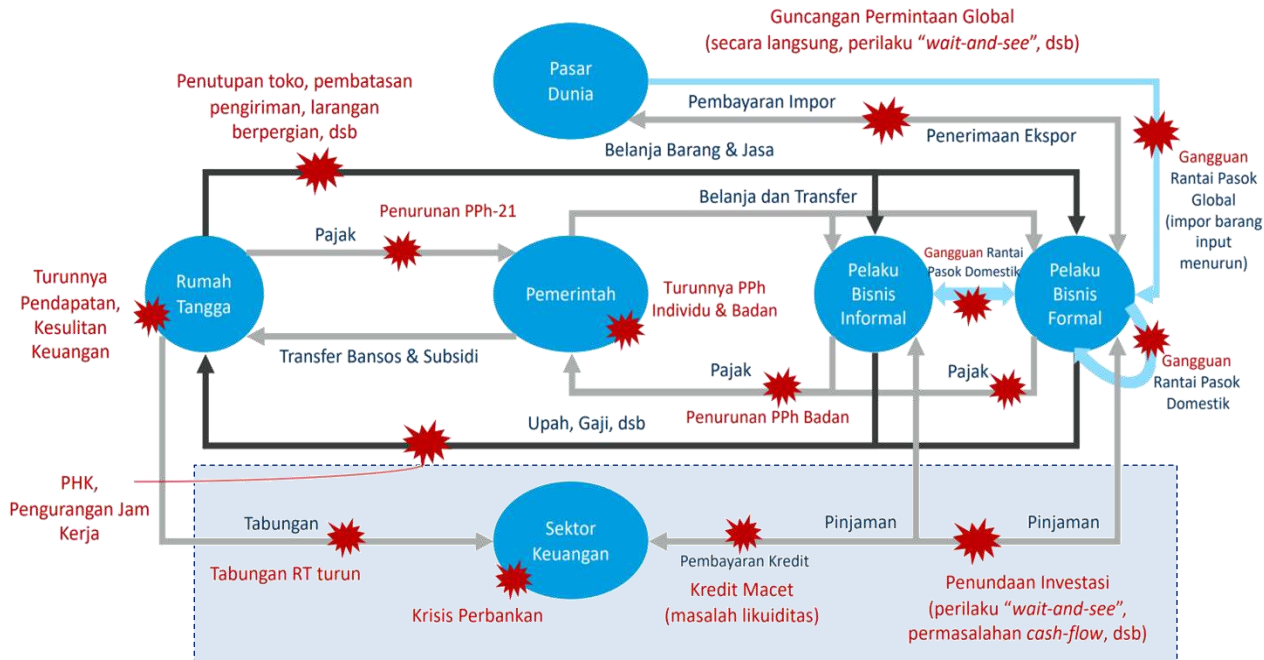 Guncangan Permintaan Global
(secara langsung, perilaku “wait-and-see”, dsb)
Penutupan toko, pembatasan
pengiriman, larangan
berpergian, dsb
Pasar
Dunia
Pembayaran Impor
Penerimaan Ekspor
Belanja Barang & Jasa
Gangguan
Rantai Pasok
Global
(impor barang
input
menurun)
Belanja dan Transfer
Penurunan PPh-21
Pajak
Turunnya
Pendapatan,
Kesulitan
Keuangan
Rumah
Tangga
Pemerintah
Turunnya PPh
Individu & Badan
Pelaku
Bisnis
Informal
Gangguan Rantai
Pasok Domestik
Pelaku
Bisnis
Formal
Transfer Bansos & Subsidi
Gangguan
Rantai Pasok
Domestik
Pajak
Pajak
Penurunan PPh Badan
Upah, Gaji, dsb
PHK,
Pengurangan Jam
Kerja
Tabungan
Tabungan RT turun
Sektor
Keuangan
Krisis Perbankan
Pinjaman
Pembayaran Kredit
Kredit Macet
(masalah likuiditas)
Pinjaman
Penundaan Investasi
(perilaku “wait-and-see”,
permasalahan cash-flow, dsb)